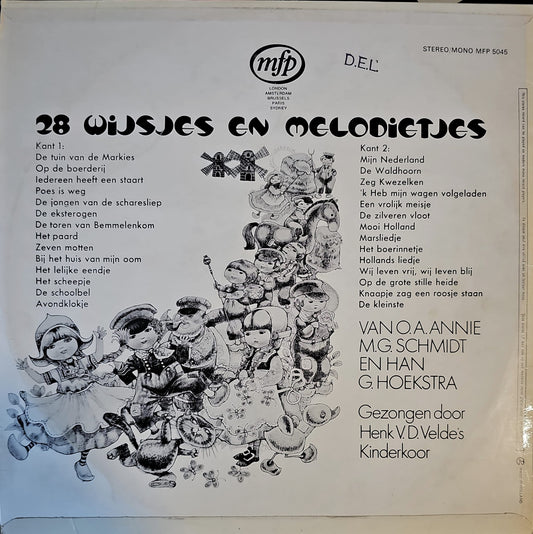 mfp
LONDON
AMSTERDAM
BRUSSELS
PARIS
SYDNEY
D.E.L.
STEREO/MONO MFP 5045
28 WIJSJES EN MELODIETJES
Kant 1:
De tuin van de Markies
Op de boerderij
Iedereen heeft een staart
Poes is weg
De jongen van de scharesliep
De eksterogen
De toren van Bemmelenkom
Het paard
Zeven motten
Bij het huis van mijn oom
Het lelijke eendje
Het scheepje
De schoolbel
Avondklokje
Kant 2:
Mijn Nederland
De Waldhoorn
Zeg Kwezelken
'k Heb mijn wagen volgeladen
Een vrolijk meisje
De zilveren vloot
Mooi Holland
Marsliedje
Het boerinnetje
Hollands liedje
Wij leven vrij, wij leven blij
Op de grote stille heide
Knaapje zag een roosje staan
De kleinste
VAN O.A. ANNIE
M.G. SCHMIDT
EN HAN
G. HOEKSTRA
Gezongen door
Henk V.D. Velde's
Kinderkoor